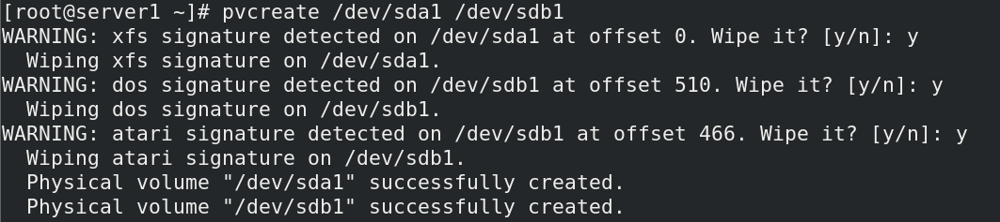 [root@server1 ~]# pvcreate /dev/sda1 /dev/sdb1
WARNING: xfs signature detected on /dev/sda1 at offset 0. Wipe it? [y/n]: y
  Wiping xfs signature on /dev/sda1.
WARNING: dos signature detected on /dev/sdb1 at offset 510. Wipe it? [y/n]: y
  Wiping dos signature on /dev/sdb1.
WARNING: atari signature detected on /dev/sdb1 at offset 466. Wipe it? [y/n]: y
  Wiping atari signature on /dev/sdb1.
  Physical volume "/dev/sda1" successfully created.
  Physical volume "/dev/sdb1" successfully created.